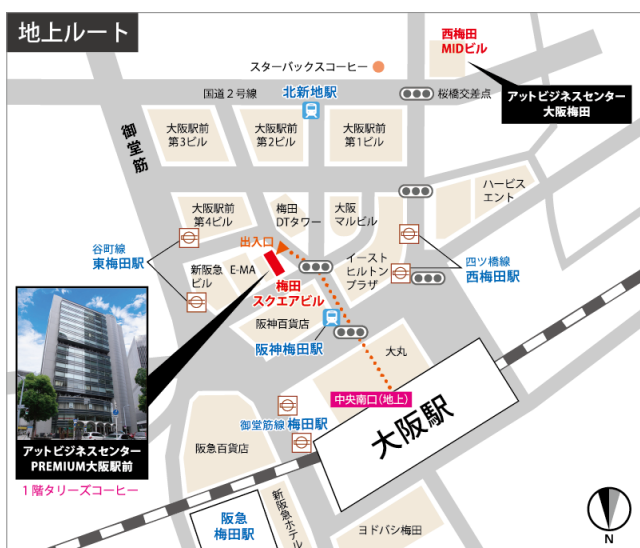 地上ルート
西梅田
MIDビル
スターバックスコーヒー
国道２号線
北新地駅
桜橋交差点
アットビジネスセンター
大阪梅田
御堂筋
大阪駅前
第3ビル
大阪駅前
第2ビル
大阪駅前
第1ビル
ハービス
エント
大阪駅前
第4ビル
梅田
DTタワー
大阪
マルビル
谷町線
東梅田駅
出入口
新阪急
ビル
E-MA
梅田
スクエアビル
イースト
ヒルトン
プラザ
四ツ橋線
西梅田駅
阪神百貨店
阪神梅田駅
大丸
中央南口(地上)
大阪駅
御堂筋線 梅田駅
阪急百貨店
アットビジネスセンター
PREMIUM大阪駅前
1階タリーズコーヒー
阪急
梅田駅
新阪急ホテル
ヨドバシ梅田
N